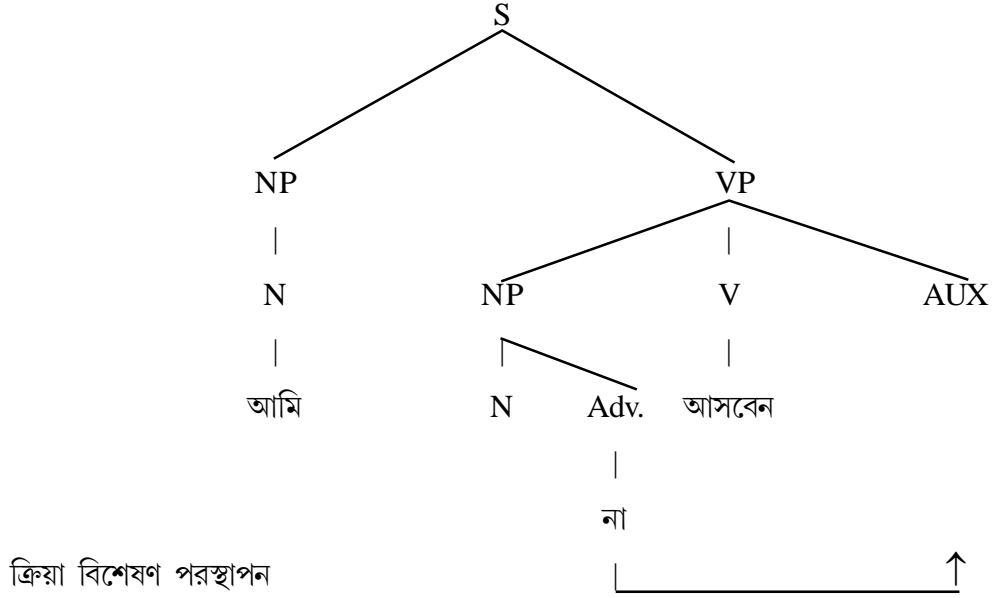 S
NP VP
N NP V AUX
আমি N Adv. আসবেন
না
ক্রিয়া বিশেষণ পরস্থাপন